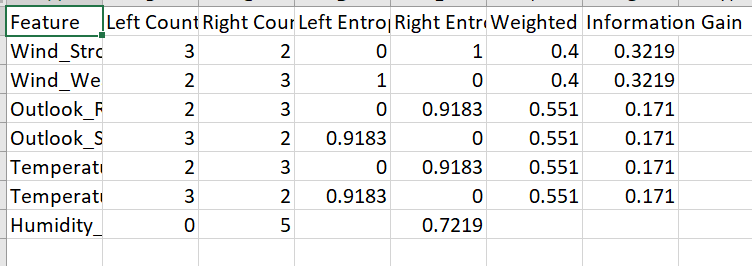 Feature Left Count Right Cour Left Entrop Right Entr Weighted Information Gain
Wind_Strc 3 2 0 1 0.4 0.3219
Wind_We 2 3 1 0 0.4 0.3219
Outlook_R 2 3 0 0.9183 0.551 0.171
Outlook_S 3 2 0.9183 0 0.551 0.171
Temperatu 2 3 0 0.9183 0.551 0.171
Temperatu 3 2 0.9183 0 0.551 0.171
Humidity_ 0 5 0.7219